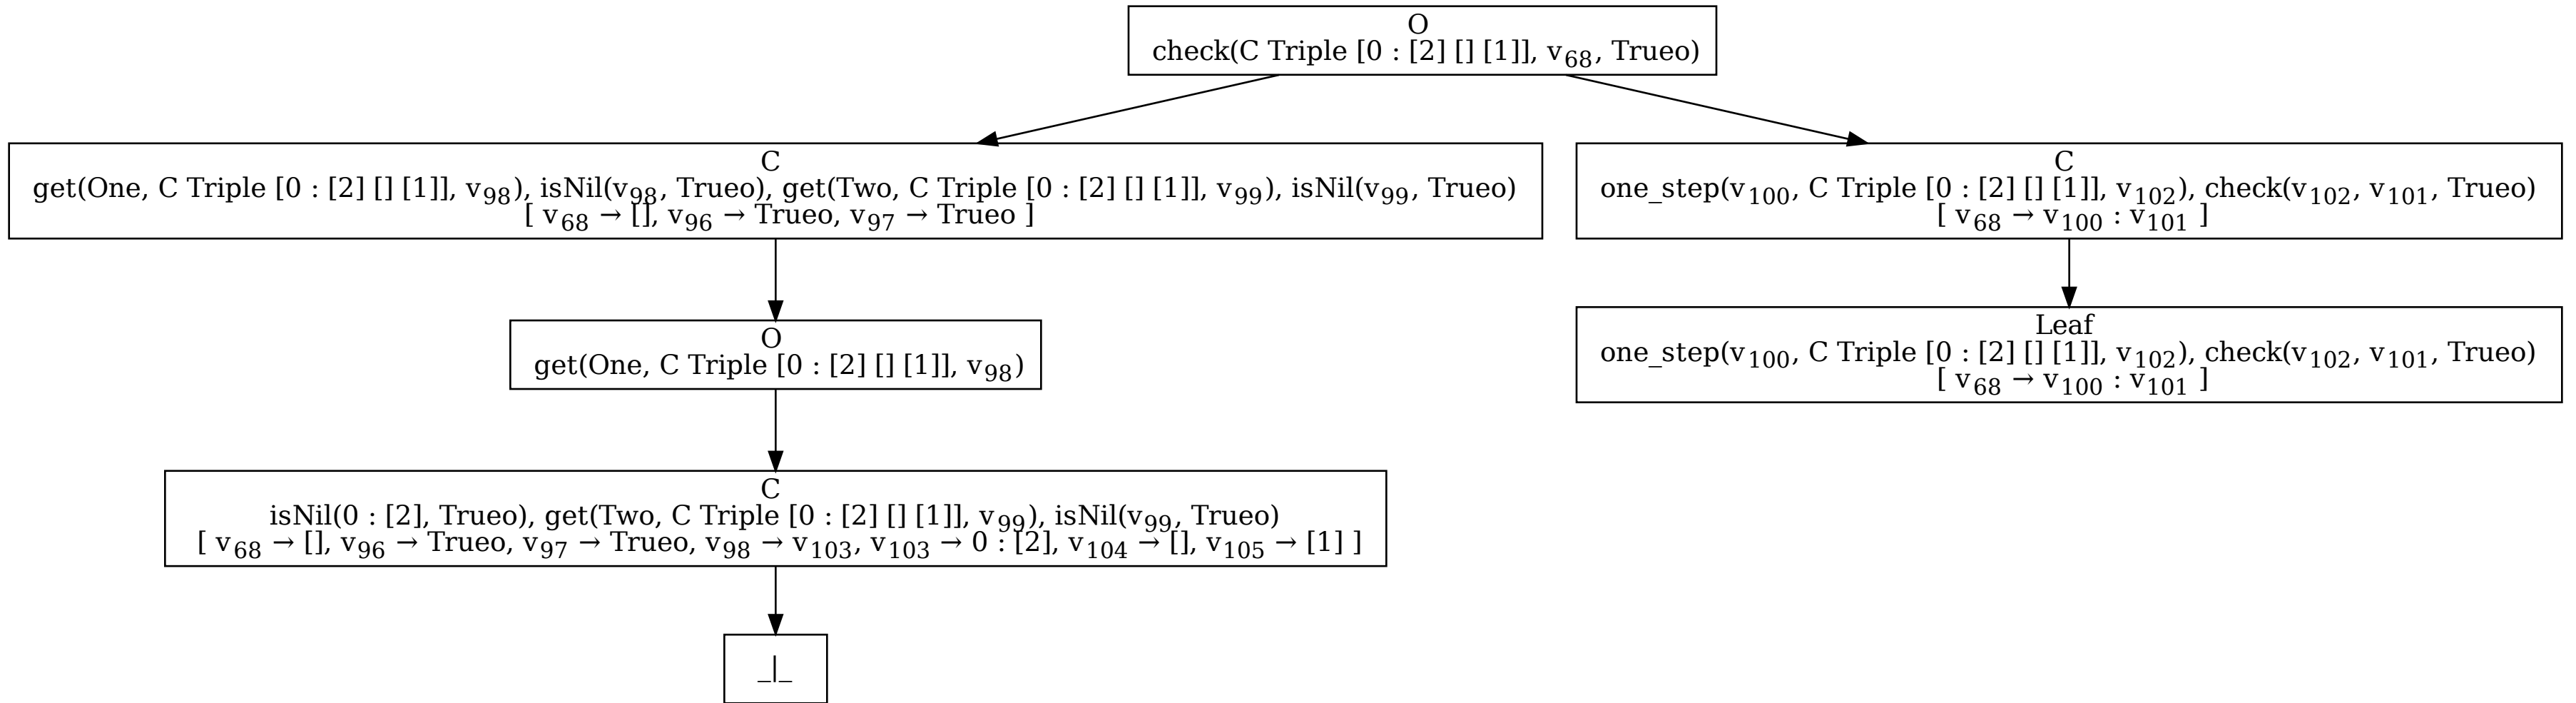 O
check(C Triple [0 : [2] [] [1]], v68, Trueo)
C
get(One, C Triple [0 : [2] [] [1]], v98), isNil(v98, Trueo), get(Two, C Triple [0 : [2] [] [1]], v99), isNil(v99, Trueo)
[ v68 → [], v96 → Trueo, v97 → Trueo ]
C
one_step(v100, C Triple [0 : [2] [] [1]], v102), check(v102, v101, Trueo)
[ v68 → v100 : v101 ]
O
get(One, C Triple [0 : [2] [] [1]], v98)
Leaf
one_step(v100, C Triple [0 : [2] [] [1]], v102), check(v102, v101, Trueo)
[ v68 → v100 : v101 ]
C
isNil(0 : [2], Trueo), get(Two, C Triple [0 : [2] [] [1]], v99), isNil(v99, Trueo)
[ v68 → [], v96 → Trueo, v97 → Trueo, v98 → v103, v103 → 0 : [2], v104 → [], v105 → [1] ]
_|_